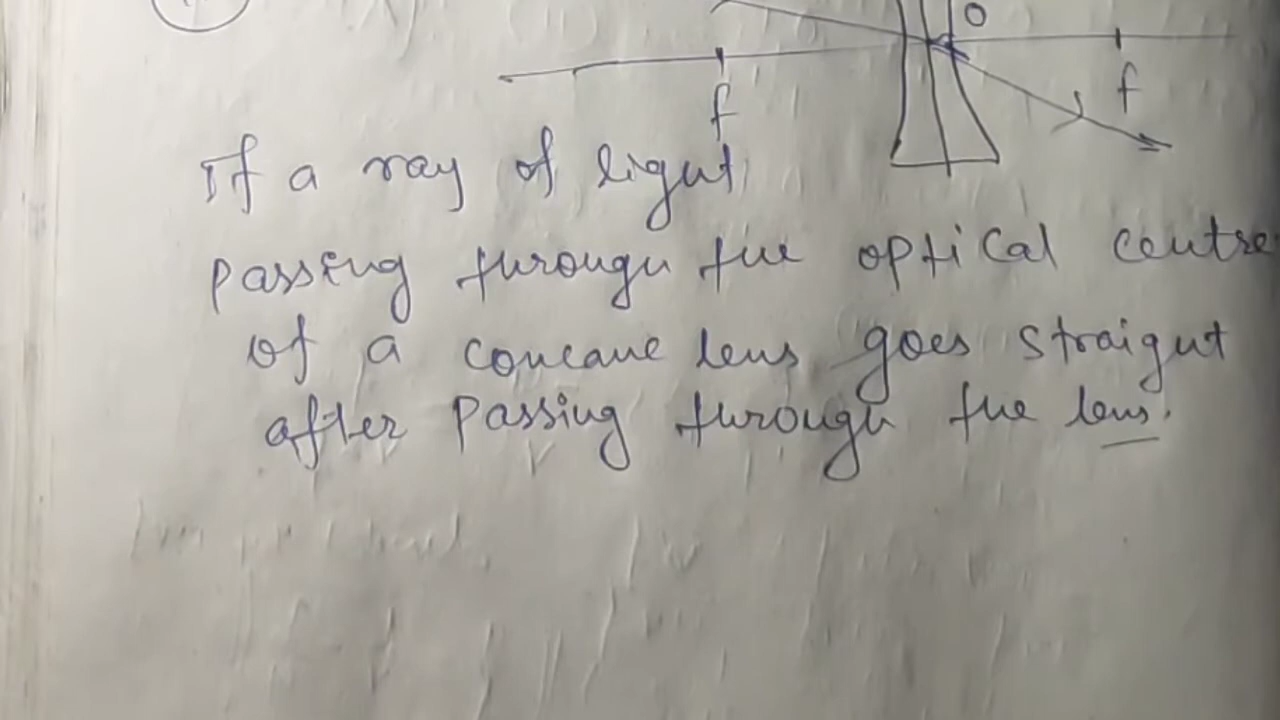 O
f
f
If a ray of light
passing through the optical centre
of a concave lens goes straight
after passing through the lens.